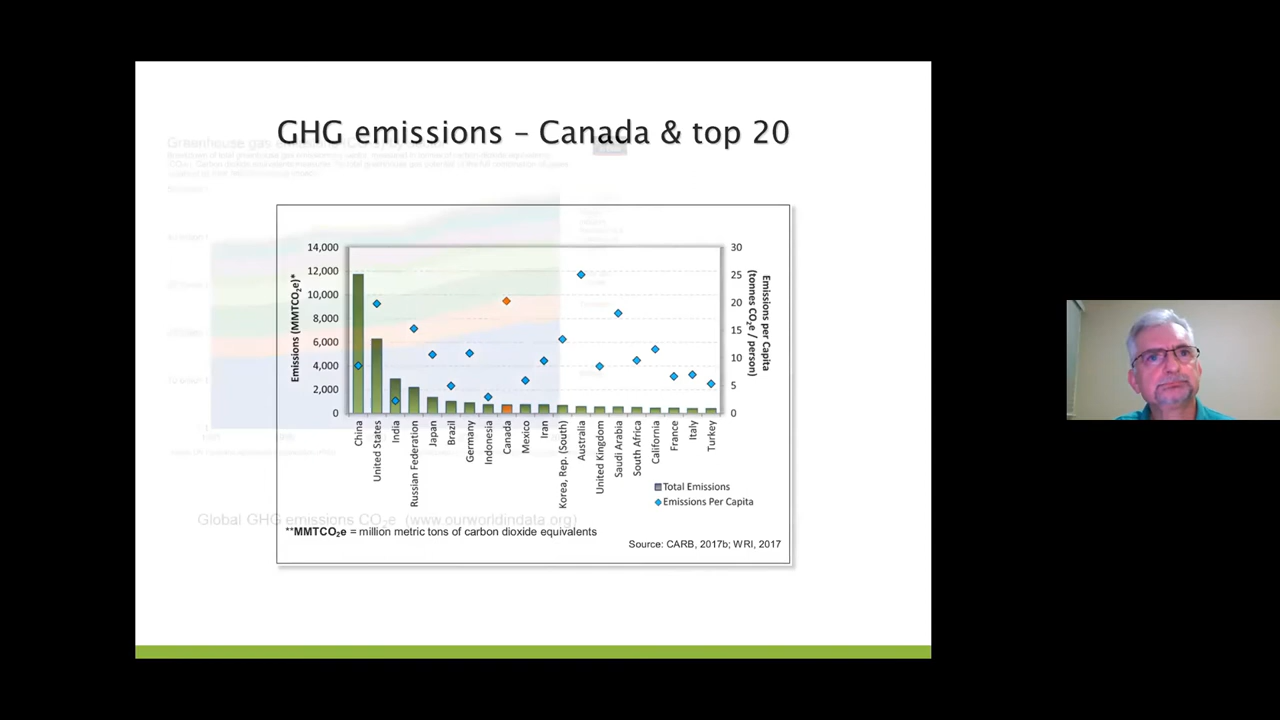 GHG emissions – Canada & top 20
Greenhouse gas emissions
14,000
12,000
10,000
8,000
6,000
4,000
2,000
0
Emissions (MMTCO₂e)*
30
25
20
15
10
5
0
Emissions per Capita
(tonnes CO₂e / person)
China
United States
India
Russian Federation
Japan
Brazil
Germany
Indonesia
Canada
Mexico
Iran
Korea, Rep. (South)
Australia
United Kingdom
Saudi Arabia
South Africa
California
France
Italy
Turkey
Total Emissions
Emissions Per Capita
Global GHG emissions CO₂e (www.ourworldindata.org)
**MMTCO₂e = million metric tons of carbon dioxide equivalents
Source: CARB, 2017b; WRI, 2017